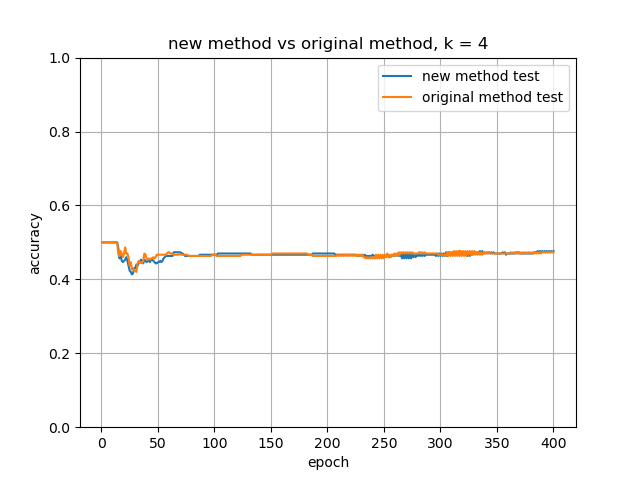 new method vs original method, k = 4
new method test
original method test
accuracy
1.0
0.8
0.6
0.4
0.2
0.0
0 50 100 150 200 250 300 350 400
epoch